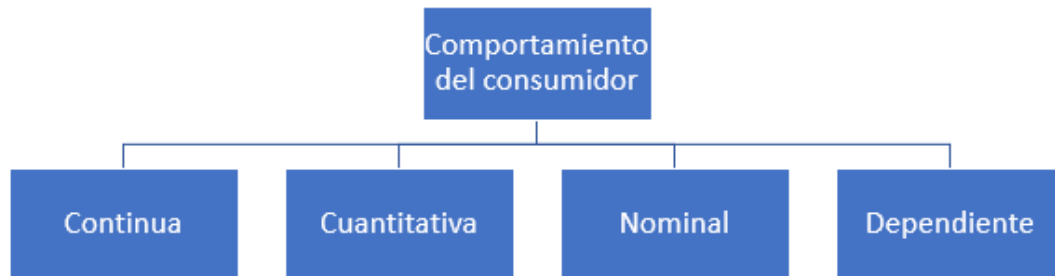 Comportamiento
del consumidor
Continua
Cuantitativa
Nominal
Dependiente